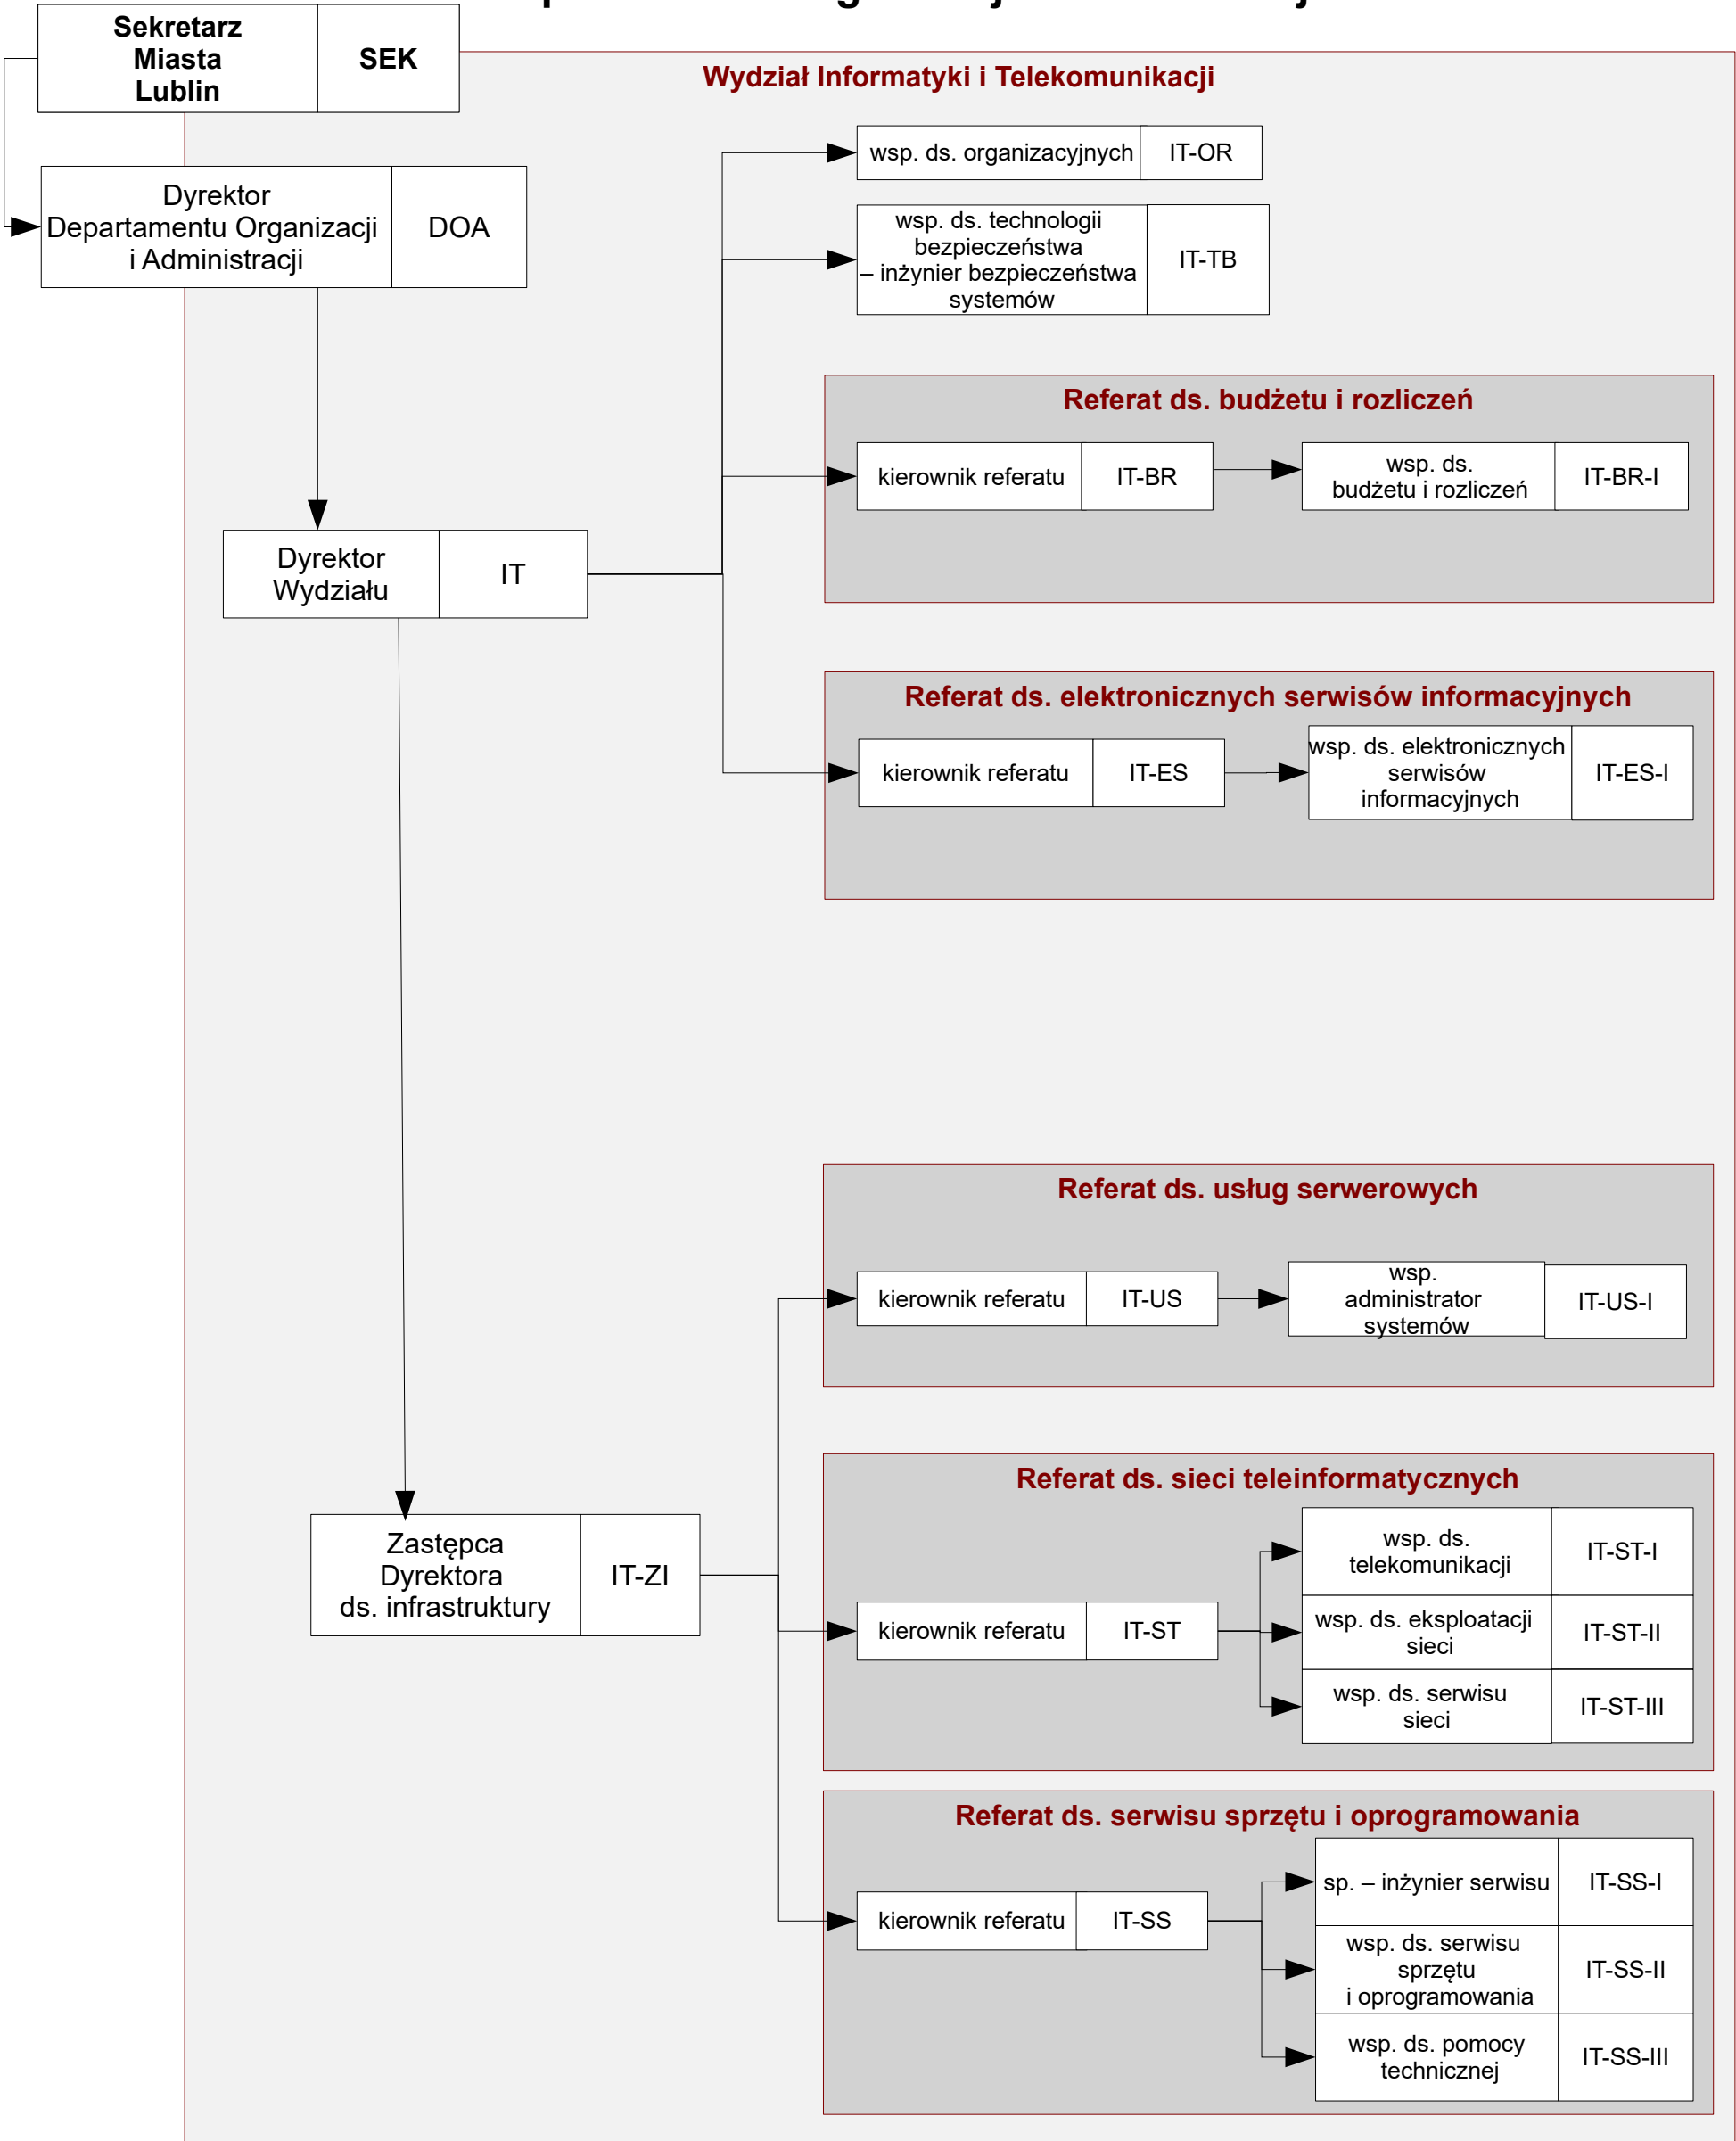 Sekretarz
Miasta
Lublin
SEK
Wydział Informatyki i Telekomunikacji
wsp. ds. organizacyjnych
IT-OR
Dyrektor
Departamentu Organizacji
i Administracji
DOA
wsp. ds. technologii
bezpieczeństwa
– inżynier bezpieczeństwa
systemów
IT-TB
Referat ds. budżetu i rozliczeń
kierownik referatu
IT-BR
wsp. ds.
budżetu i rozliczeń
IT-BR-I
Dyrektor
Wydziału
IT
Referat ds. elektronicznych serwisów informacyjnych
kierownik referatu
IT-ES
wsp. ds. elektronicznych
serwisów
informacyjnych
IT-ES-I
Referat ds. usług serwerowych
kierownik referatu
IT-US
wsp.
administrator
systemów
IT-US-I
Referat ds. sieci teleinformatycznych
Zastępca
Dyrektora
ds. infrastruktury
IT-ZI
kierownik referatu
IT-ST
wsp. ds.
telekomunikacji
IT-ST-I
wsp. ds. eksploatacji
sieci
IT-ST-II
wsp. ds. serwisu
sieci
IT-ST-III
Referat ds. serwisu sprzętu i oprogramowania
kierownik referatu
IT-SS
sp. – inżynier serwisu
IT-SS-I
wsp. ds. serwisu
sprzętu
i oprogramowania
IT-SS-II
wsp. ds. pomocy
technicznej
IT-SS-III